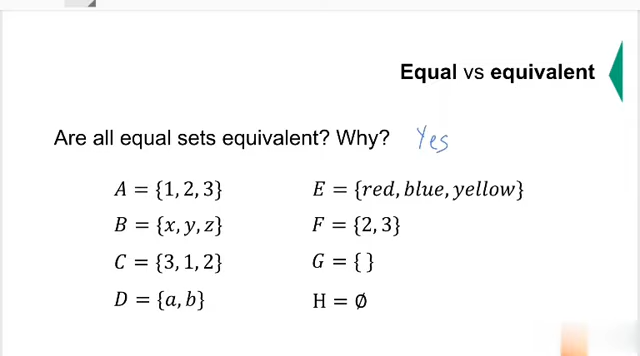 Equal vs equivalent
Are all equal sets equivalent? Why? Yes
A = {1, 2, 3}
B = {x, y, z}
C = {3, 1, 2}
D = {a, b}
E = {red, blue, yellow}
F = {2, 3}
G = { }
H = ∅